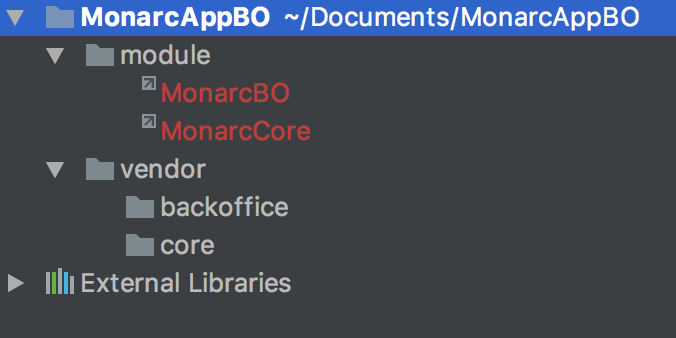 MonarcAppBO ~/Documents/MonarcAppBO
module
MonarcBO
MonarcCore
vendor
backoffice
core
External Libraries